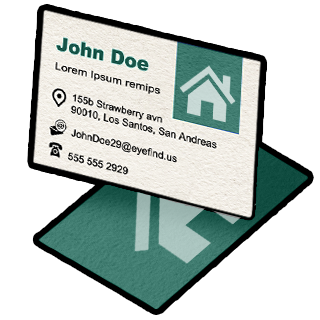 John Doe
Lorem Ipsum remips
155b Strawberry avn
90010, Los Santos, San Andreas
JohnDoe29@eyefind.us
555 555 2929